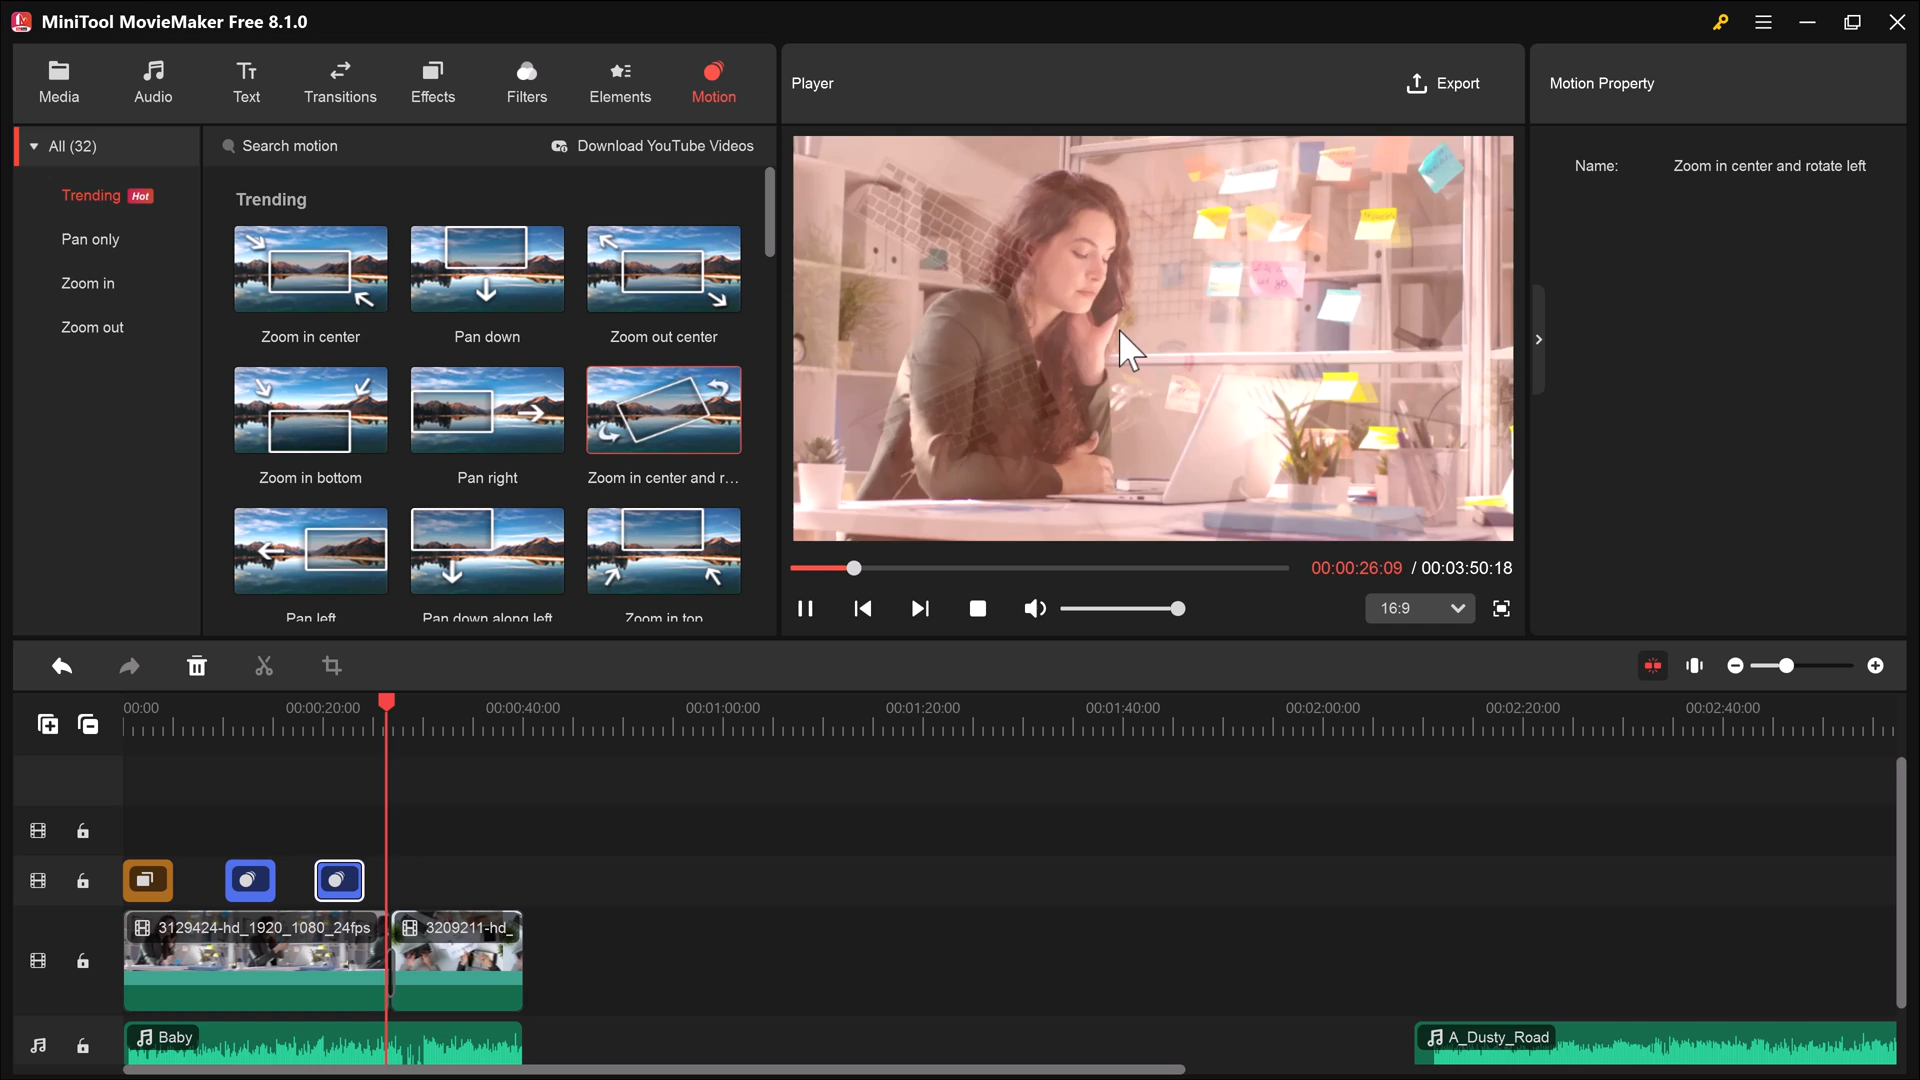 MiniTool MovieMaker Free 8.1.0
Media
Audio
Text
Transitions
Effects
Filters
Elements
Motion
Player
Export
Motion Property
All (32)
Search motion
Download YouTube Videos
Name:
Zoom in center and rotate left
Trending Hot
Pan only
Zoom in
Zoom out
Trending
Zoom in center
Pan down
Zoom out center
Zoom in bottom
Pan right
Zoom in center and r...
Pan left
Pan down along left
Zoom in top
00:00:26:09 / 00:03:50:18
16:9
00:00
00:00:20:00
00:00:40:00
00:01:00:00
00:01:20:00
00:01:40:00
00:02:00:00
00:02:20:00
00:02:40:00
3129424-hd_1920_1080_24fps
3209211-hd_
Baby
A_Dusty_Road